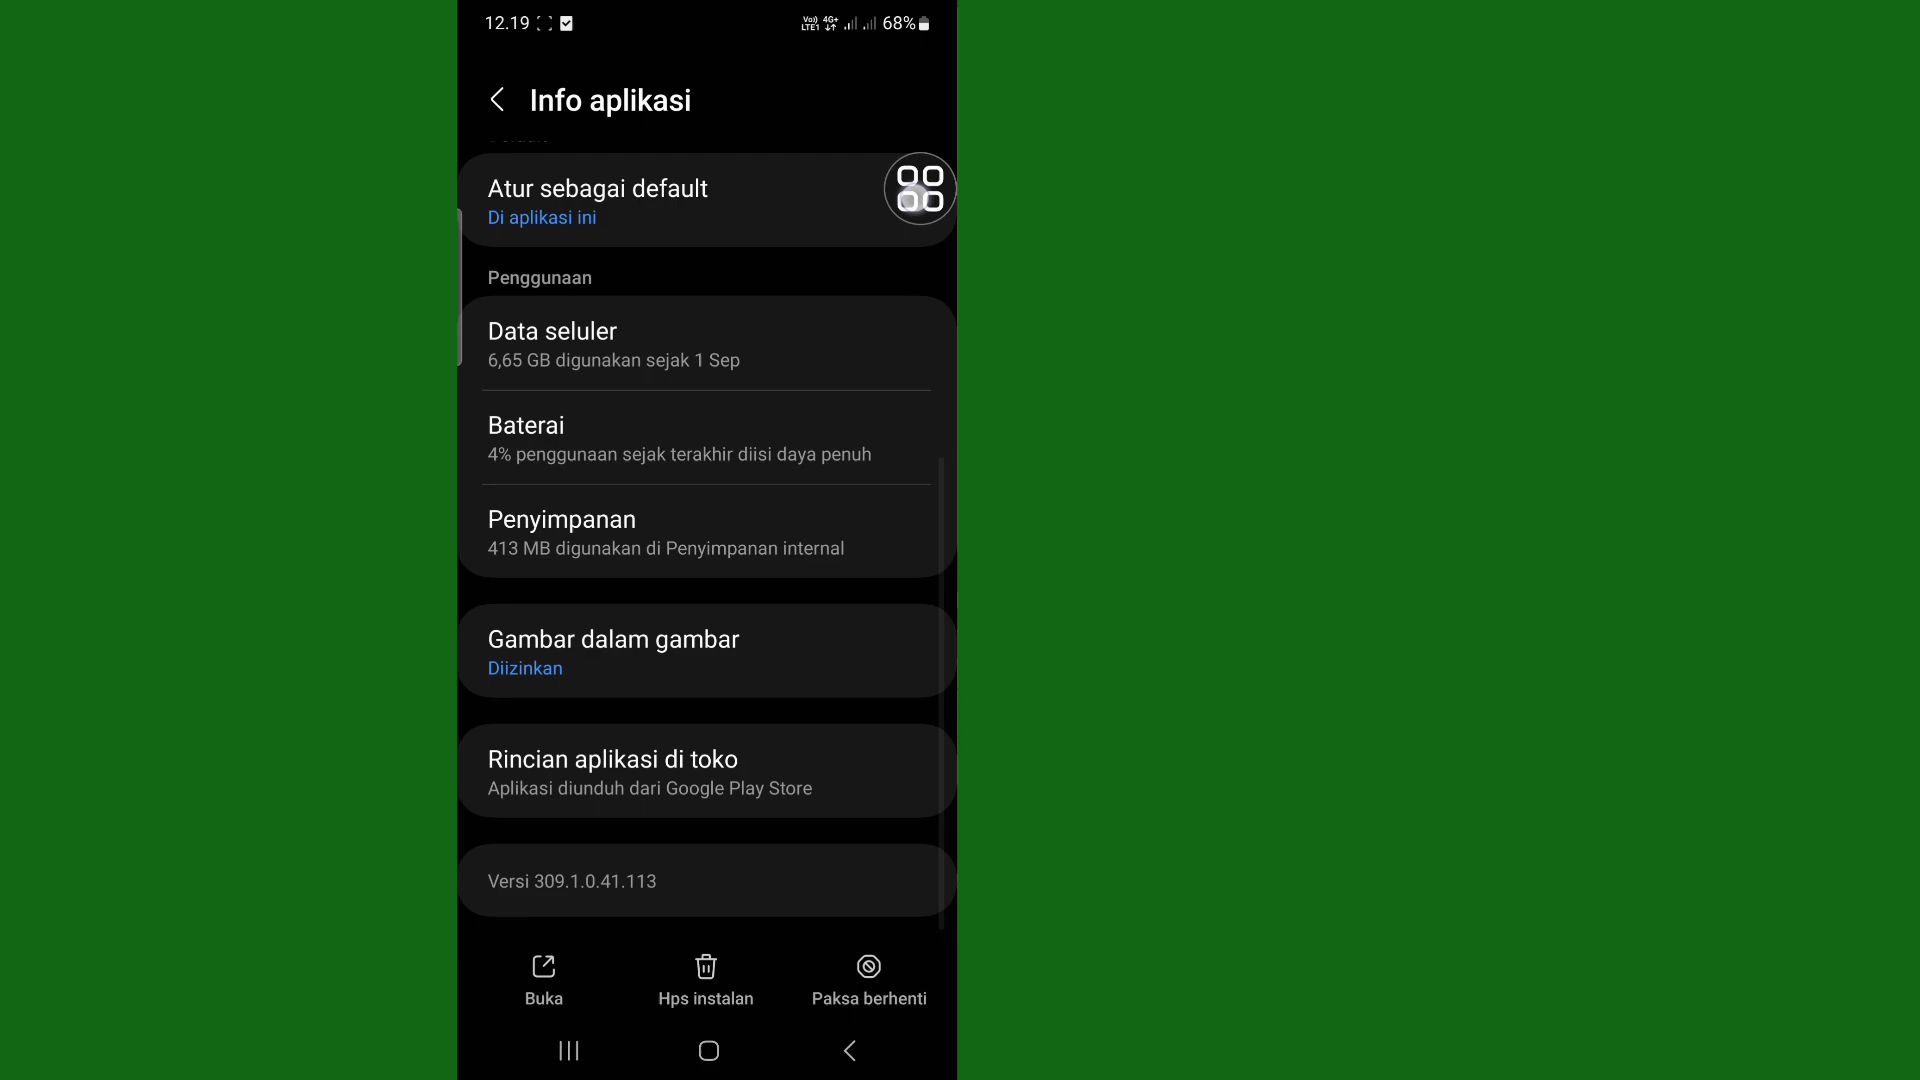 12.19
Vo)) LTE1 4G+ 68%
Info aplikasi
Atur sebagai default
Di aplikasi ini
Penggunaan
Data seluler
6,65 GB digunakan sejak 1 Sep
Baterai
4% penggunaan sejak terakhir diisi daya penuh
Penyimpanan
413 MB digunakan di Penyimpanan internal
Gambar dalam gambar
Diizinkan
Rincian aplikasi di toko
Aplikasi diunduh dari Google Play Store
Versi 309.1.0.41.113
Buka
Hps instalan
Paksa berhenti